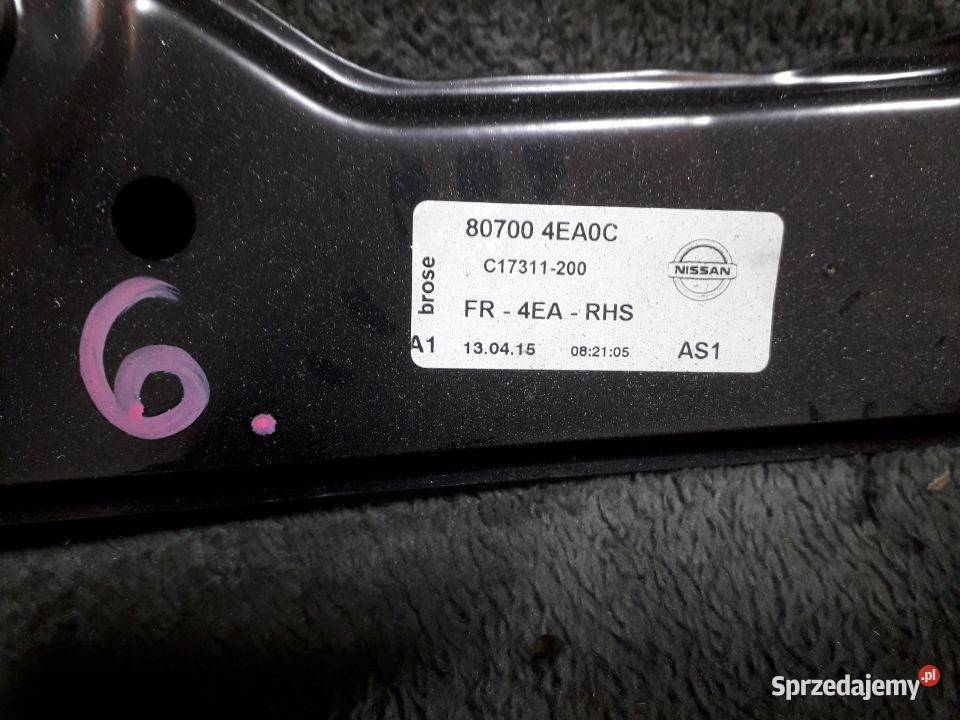 80700 4EA0C
brose
C17311-200
NISSAN
FR - 4EA - RHS
A1 13.04.15 08:21:05 AS1
6.
Sprzedajemy.pl